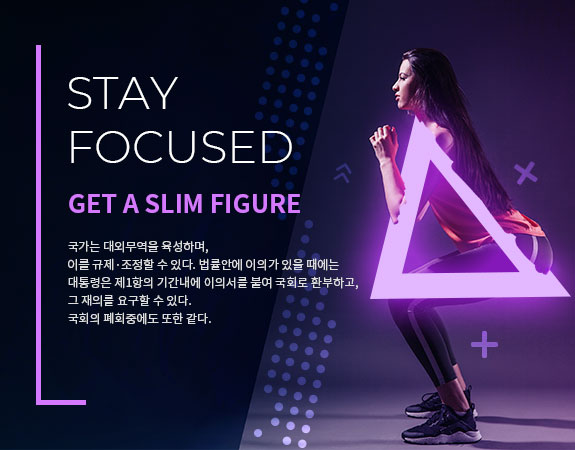 STAY
FOCUSED
GET A SLIM FIGURE
국가는 대외무역을 육성하며,
이를 규제·조정할 수 있다. 법률안에 이의가 있을 때에는
대통령은 제1항의 기간내에 이의서를 붙여 국회로 환부하고,
그 재의를 요구할 수 있다.
국회의 폐회중에도 또한 같다.